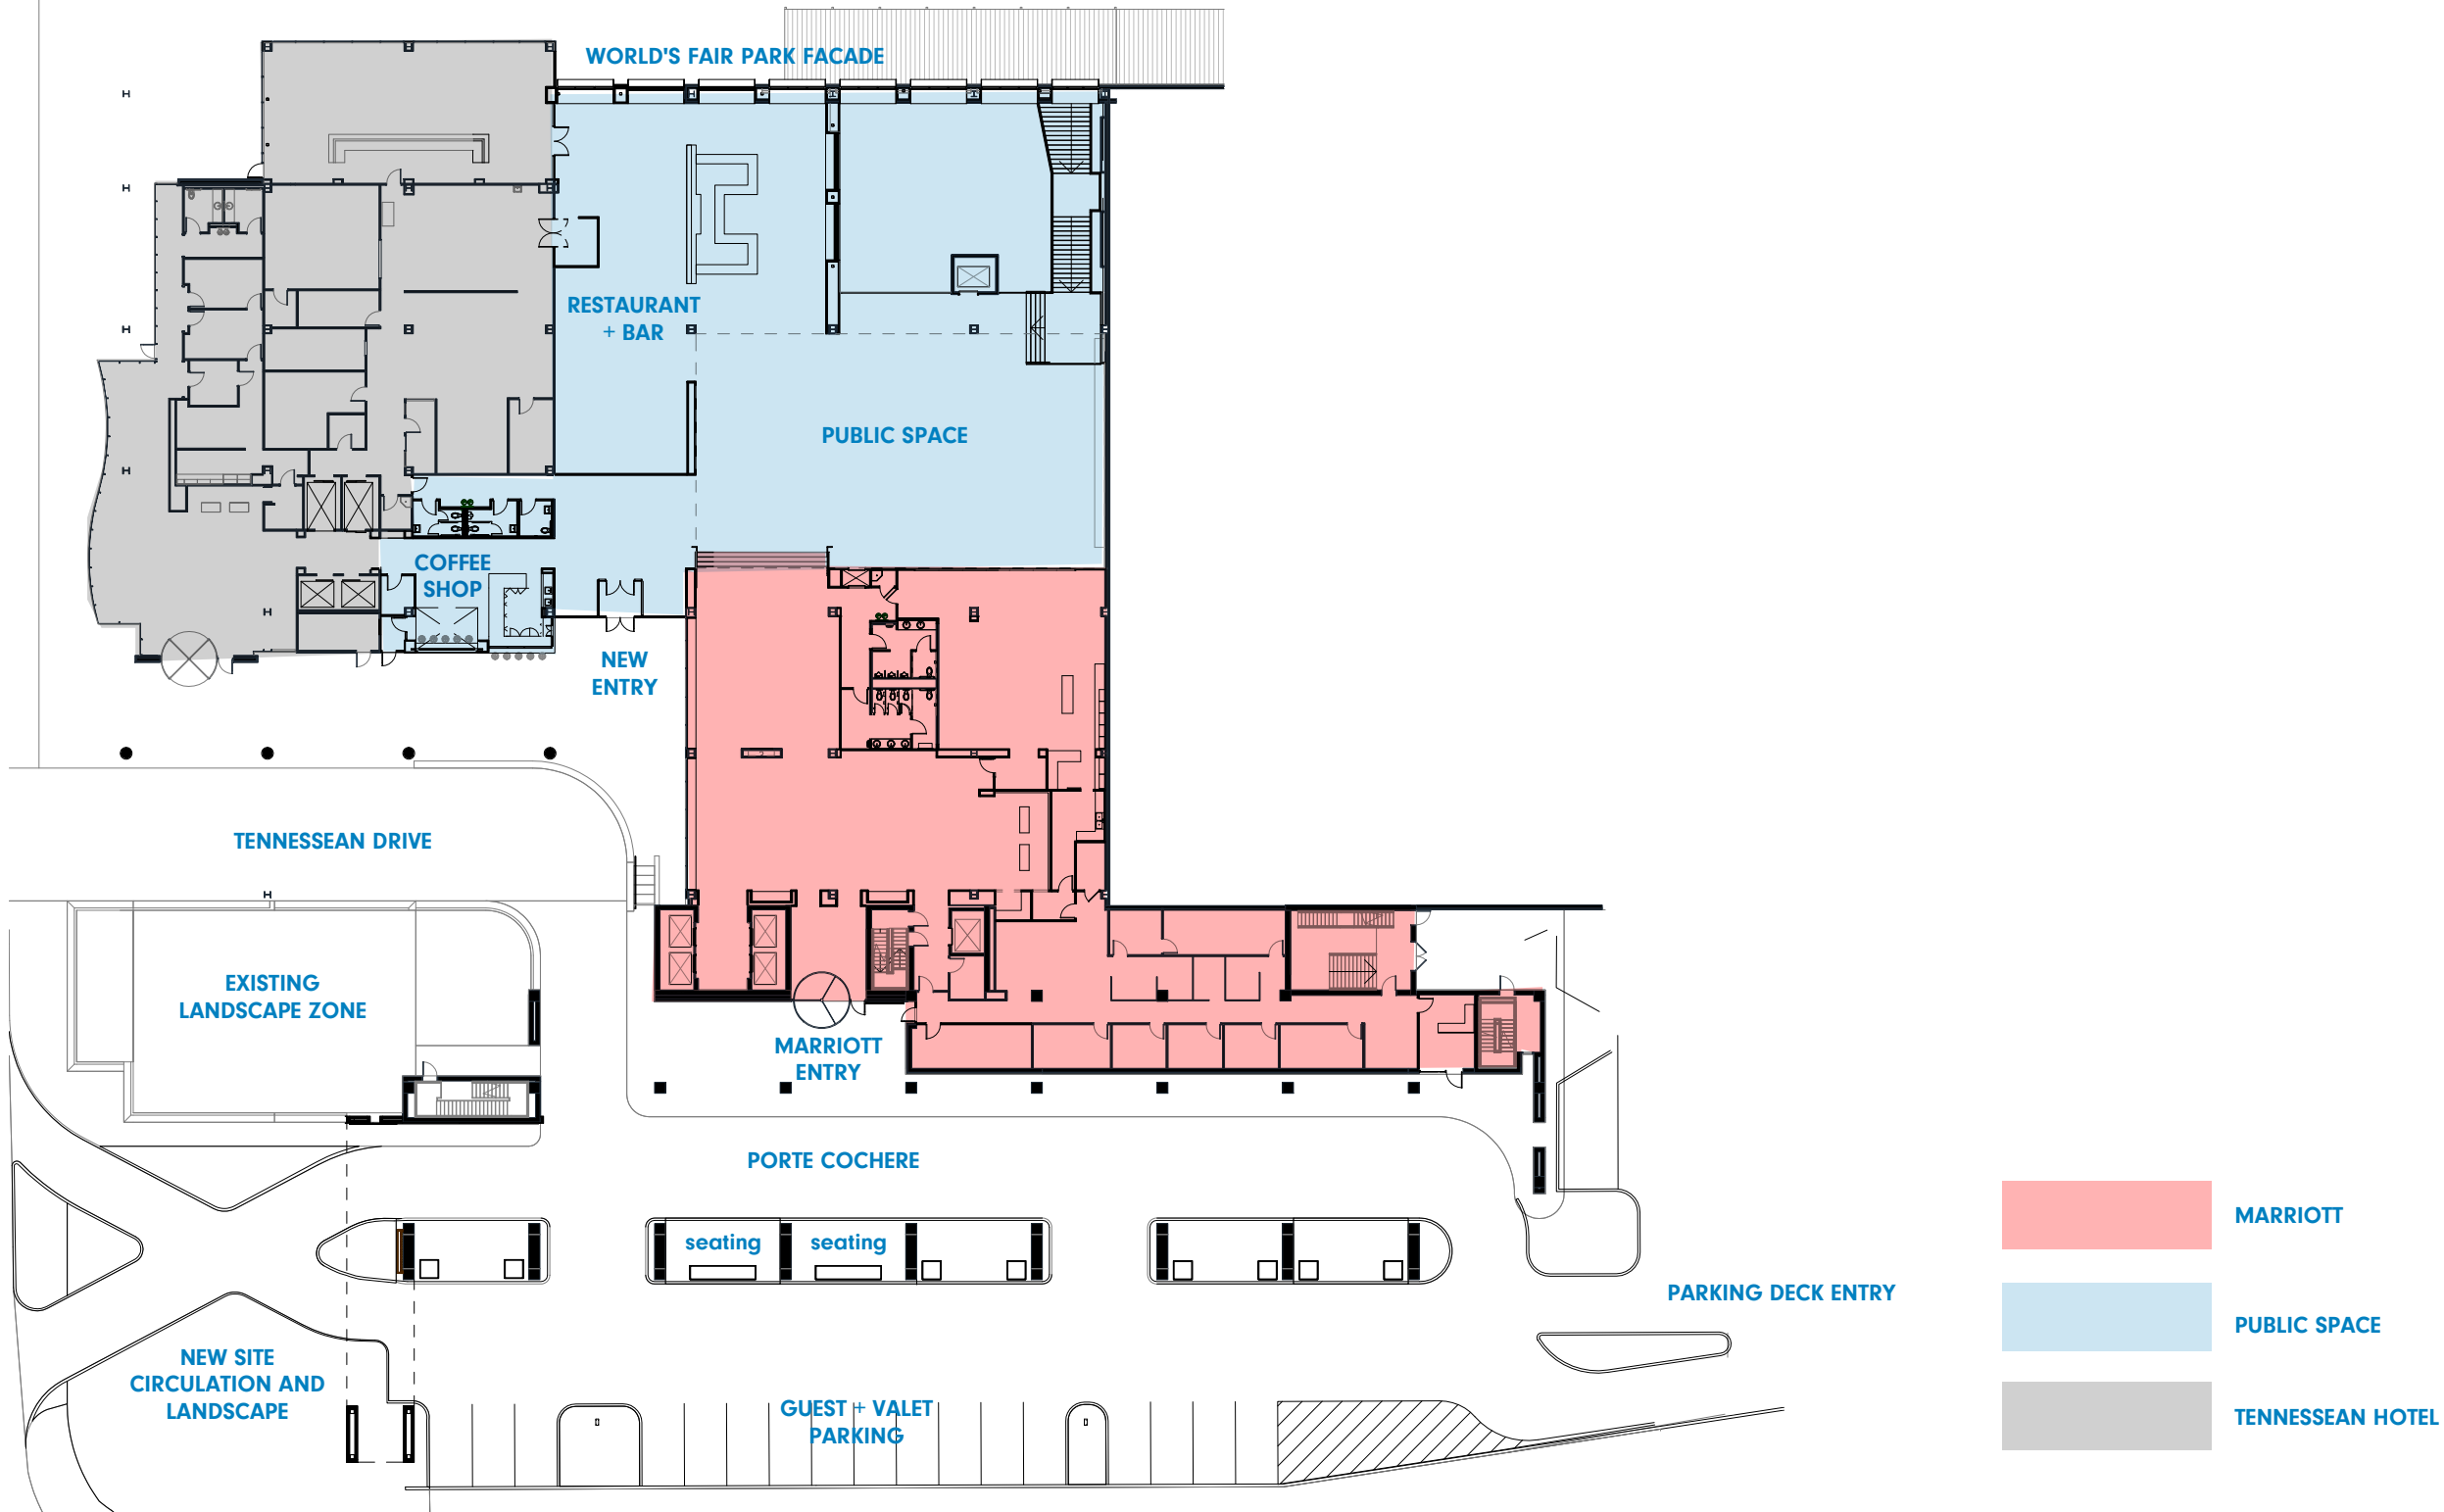 WORLD'S FAIR PARK FACADE
RESTAURANT
+ BAR
PUBLIC SPACE
COFFEE
SHOP
NEW
ENTRY
TENNESSEAN DRIVE
EXISTING
LANDSCAPE ZONE
MARRIOTT
ENTRY
PORTE COCHERE
seating
seating
PARKING DECK ENTRY
NEW SITE
CIRCULATION AND
LANDSCAPE
GUEST + VALET
PARKING
MARRIOTT
PUBLIC SPACE
TENNESSEAN HOTEL